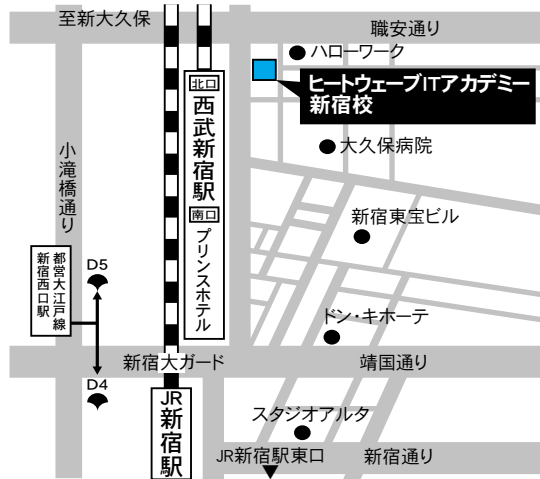 至新大久保
職安通り
ハローワーク
ヒートウェーブITアカデミー
新宿校
北口
西武新宿駅
南口
プリンスホテル
大久保病院
小滝橋通り
新宿東宝ビル
都営大江戸線
新宿西口駅
D5
ドン・キホーテ
新宿大ガード
靖国通り
D4
JR新宿駅
スタジオアルタ
JR新宿駅東口
新宿通り